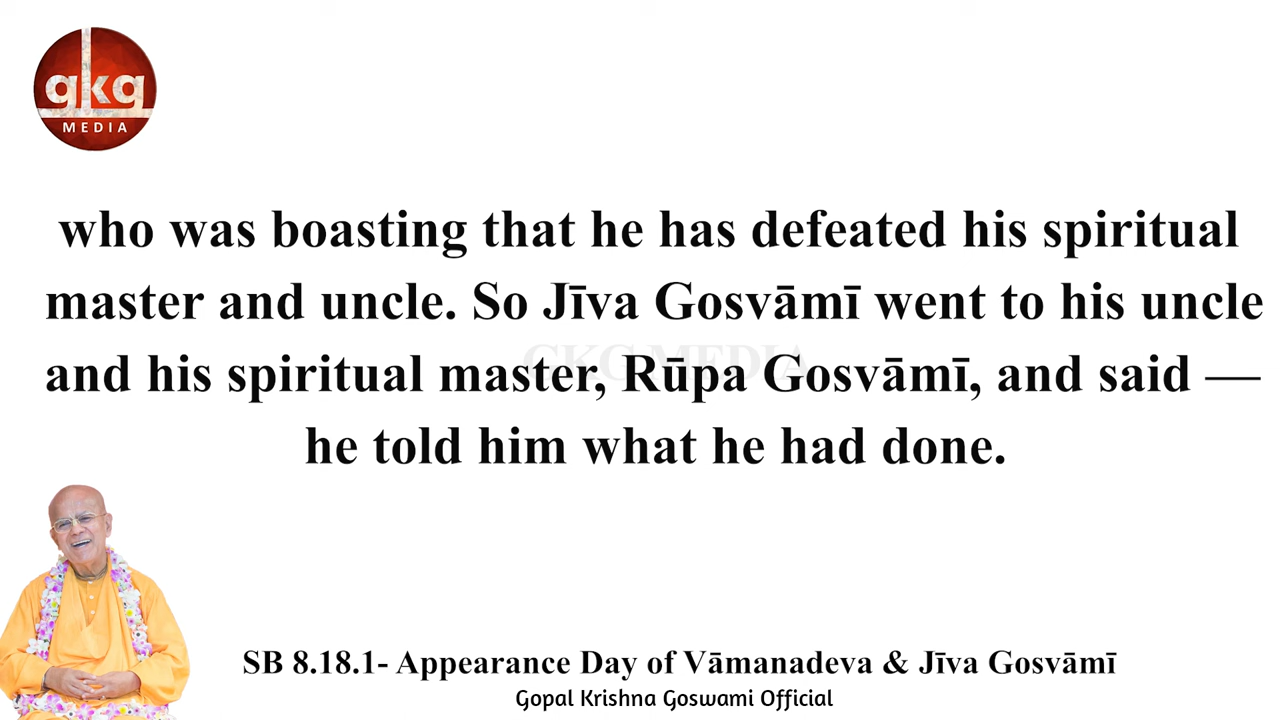 gkg
MEDIA
who was boasting that he has defeated his spiritual
master and uncle. So Jīva Gosvāmī went to his uncle
GKG MEDIA
and his spiritual master, Rūpa Gosvāmī, and said —
he told him what he had done.
SB 8.18.1- Appearance Day of Vāmanadeva & Jīva Gosvāmī
Gopal Krishna Goswami Official